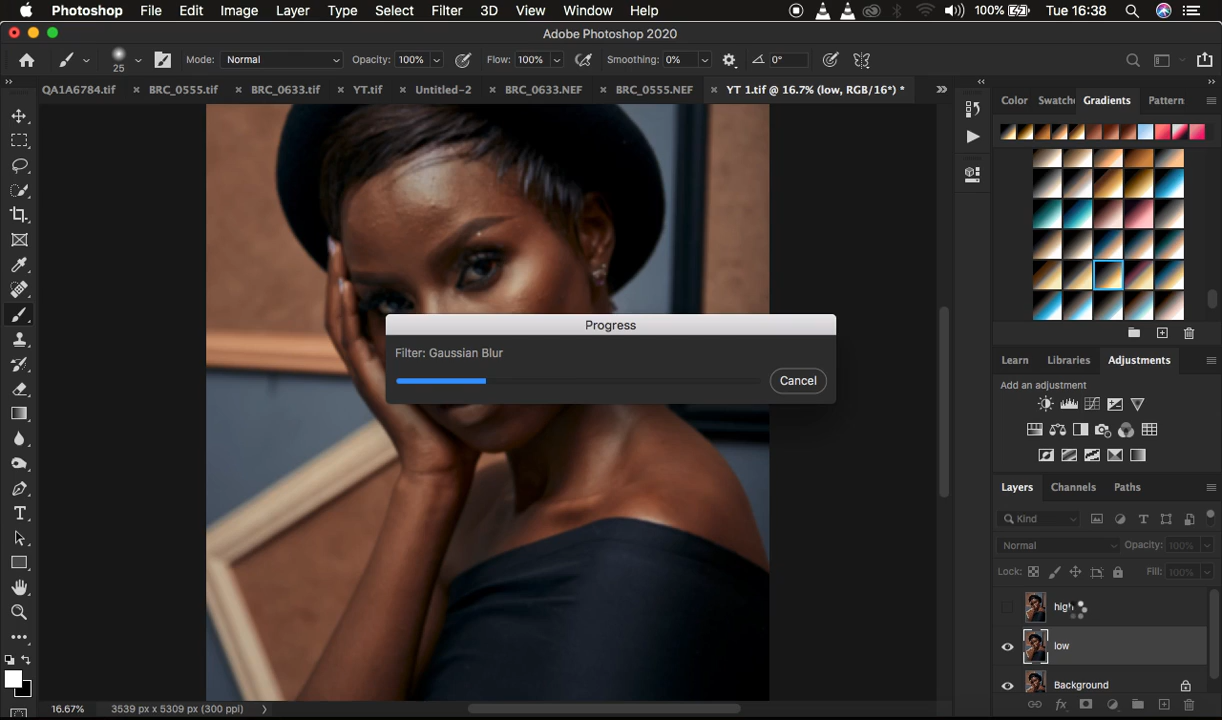 Photoshop File Edit Image Layer Type Select Filter 3D View Window Help 100% Tue 16:38
Adobe Photoshop 2020
25 Mode: Normal Opacity: 100% Flow: 100% Smoothing: 0% 0°
QA1A6784.tif × BRC_0555.tif × BRC_0633.tif × YT.tif × Untitled-2 × BRC_0633.NEF × BRC_0555.NEF × YT 1.tif @ 16.7% (low, RGB/16*) *
Color Swatch Gradients Pattern
Progress
Filter: Gaussian Blur
Cancel
Learn Libraries Adjustments
Add an adjustment
Layers Channels Paths
Kind
Normal Opacity: 100%
Lock: Fill: 100%
high
low
Background
16.67% 3539 px x 5309 px (300 ppi)